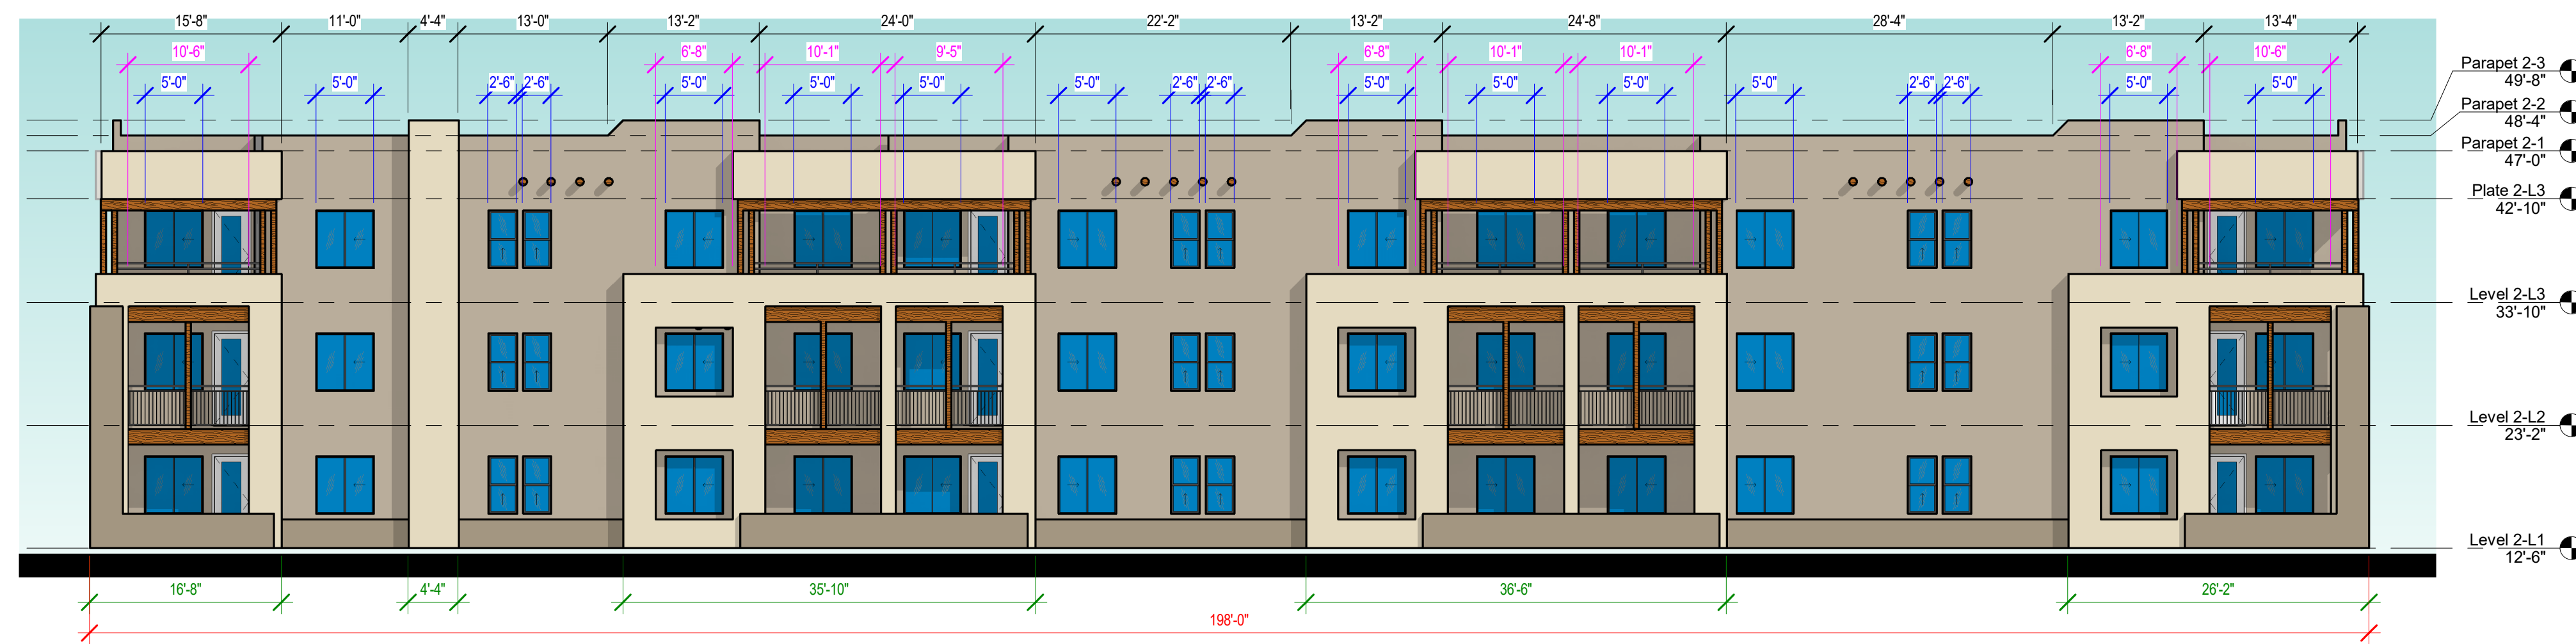 15'-8" 11'-0" 4'-4" 13'-0" 13'-2" 24'-0" 22'-2" 13'-2" 24'-8" 28'-4" 13'-2" 13'-4"
10'-6" 6'-8" 10'-1" 9'-5" 6'-8" 10'-1" 10'-1" 6'-8" 10'-6"
5'-0" 5'-0" 2'-6" 2'-6" 5'-0" 5'-0" 5'-0" 5'-0" 2'-6" 2'-6" 5'-0" 5'-0" 5'-0" 5'-0" 2'-6" 2'-6" 5'-0" 5'-0"
Parapet 2-3
49'-8"
Parapet 2-2
48'-4"
Parapet 2-1
47'-0"
Plate 2-L3
42'-10"
Level 2-L3
33'-10"
Level 2-L2
23'-2"
Level 2-L1
12'-6"
16'-8" 4'-4" 35'-10" 36'-6" 26'-2"
198'-0"